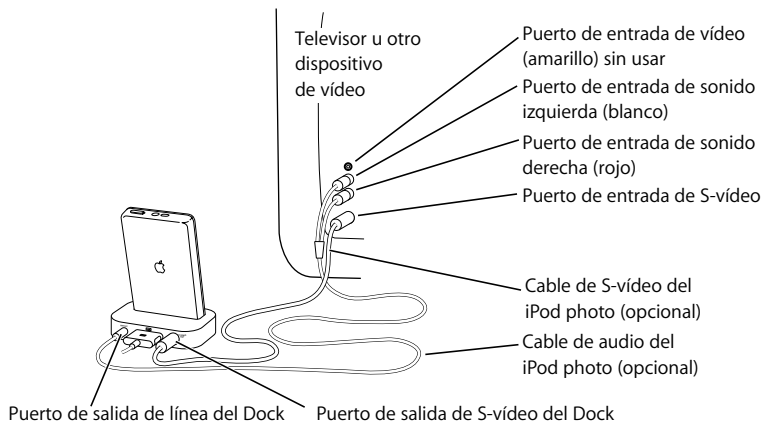 Televisor u otro
dispositivo
de vídeo
Puerto de entrada de vídeo
(amarillo) sin usar
Puerto de entrada de sonido
izquierda (blanco)
Puerto de entrada de sonido
derecha (rojo)
Puerto de entrada de S-vídeo
Cable de S-vídeo del
iPod photo (opcional)
Cable de audio del
iPod photo (opcional)
Puerto de salida de línea del Dock
Puerto de salida de S-vídeo del Dock